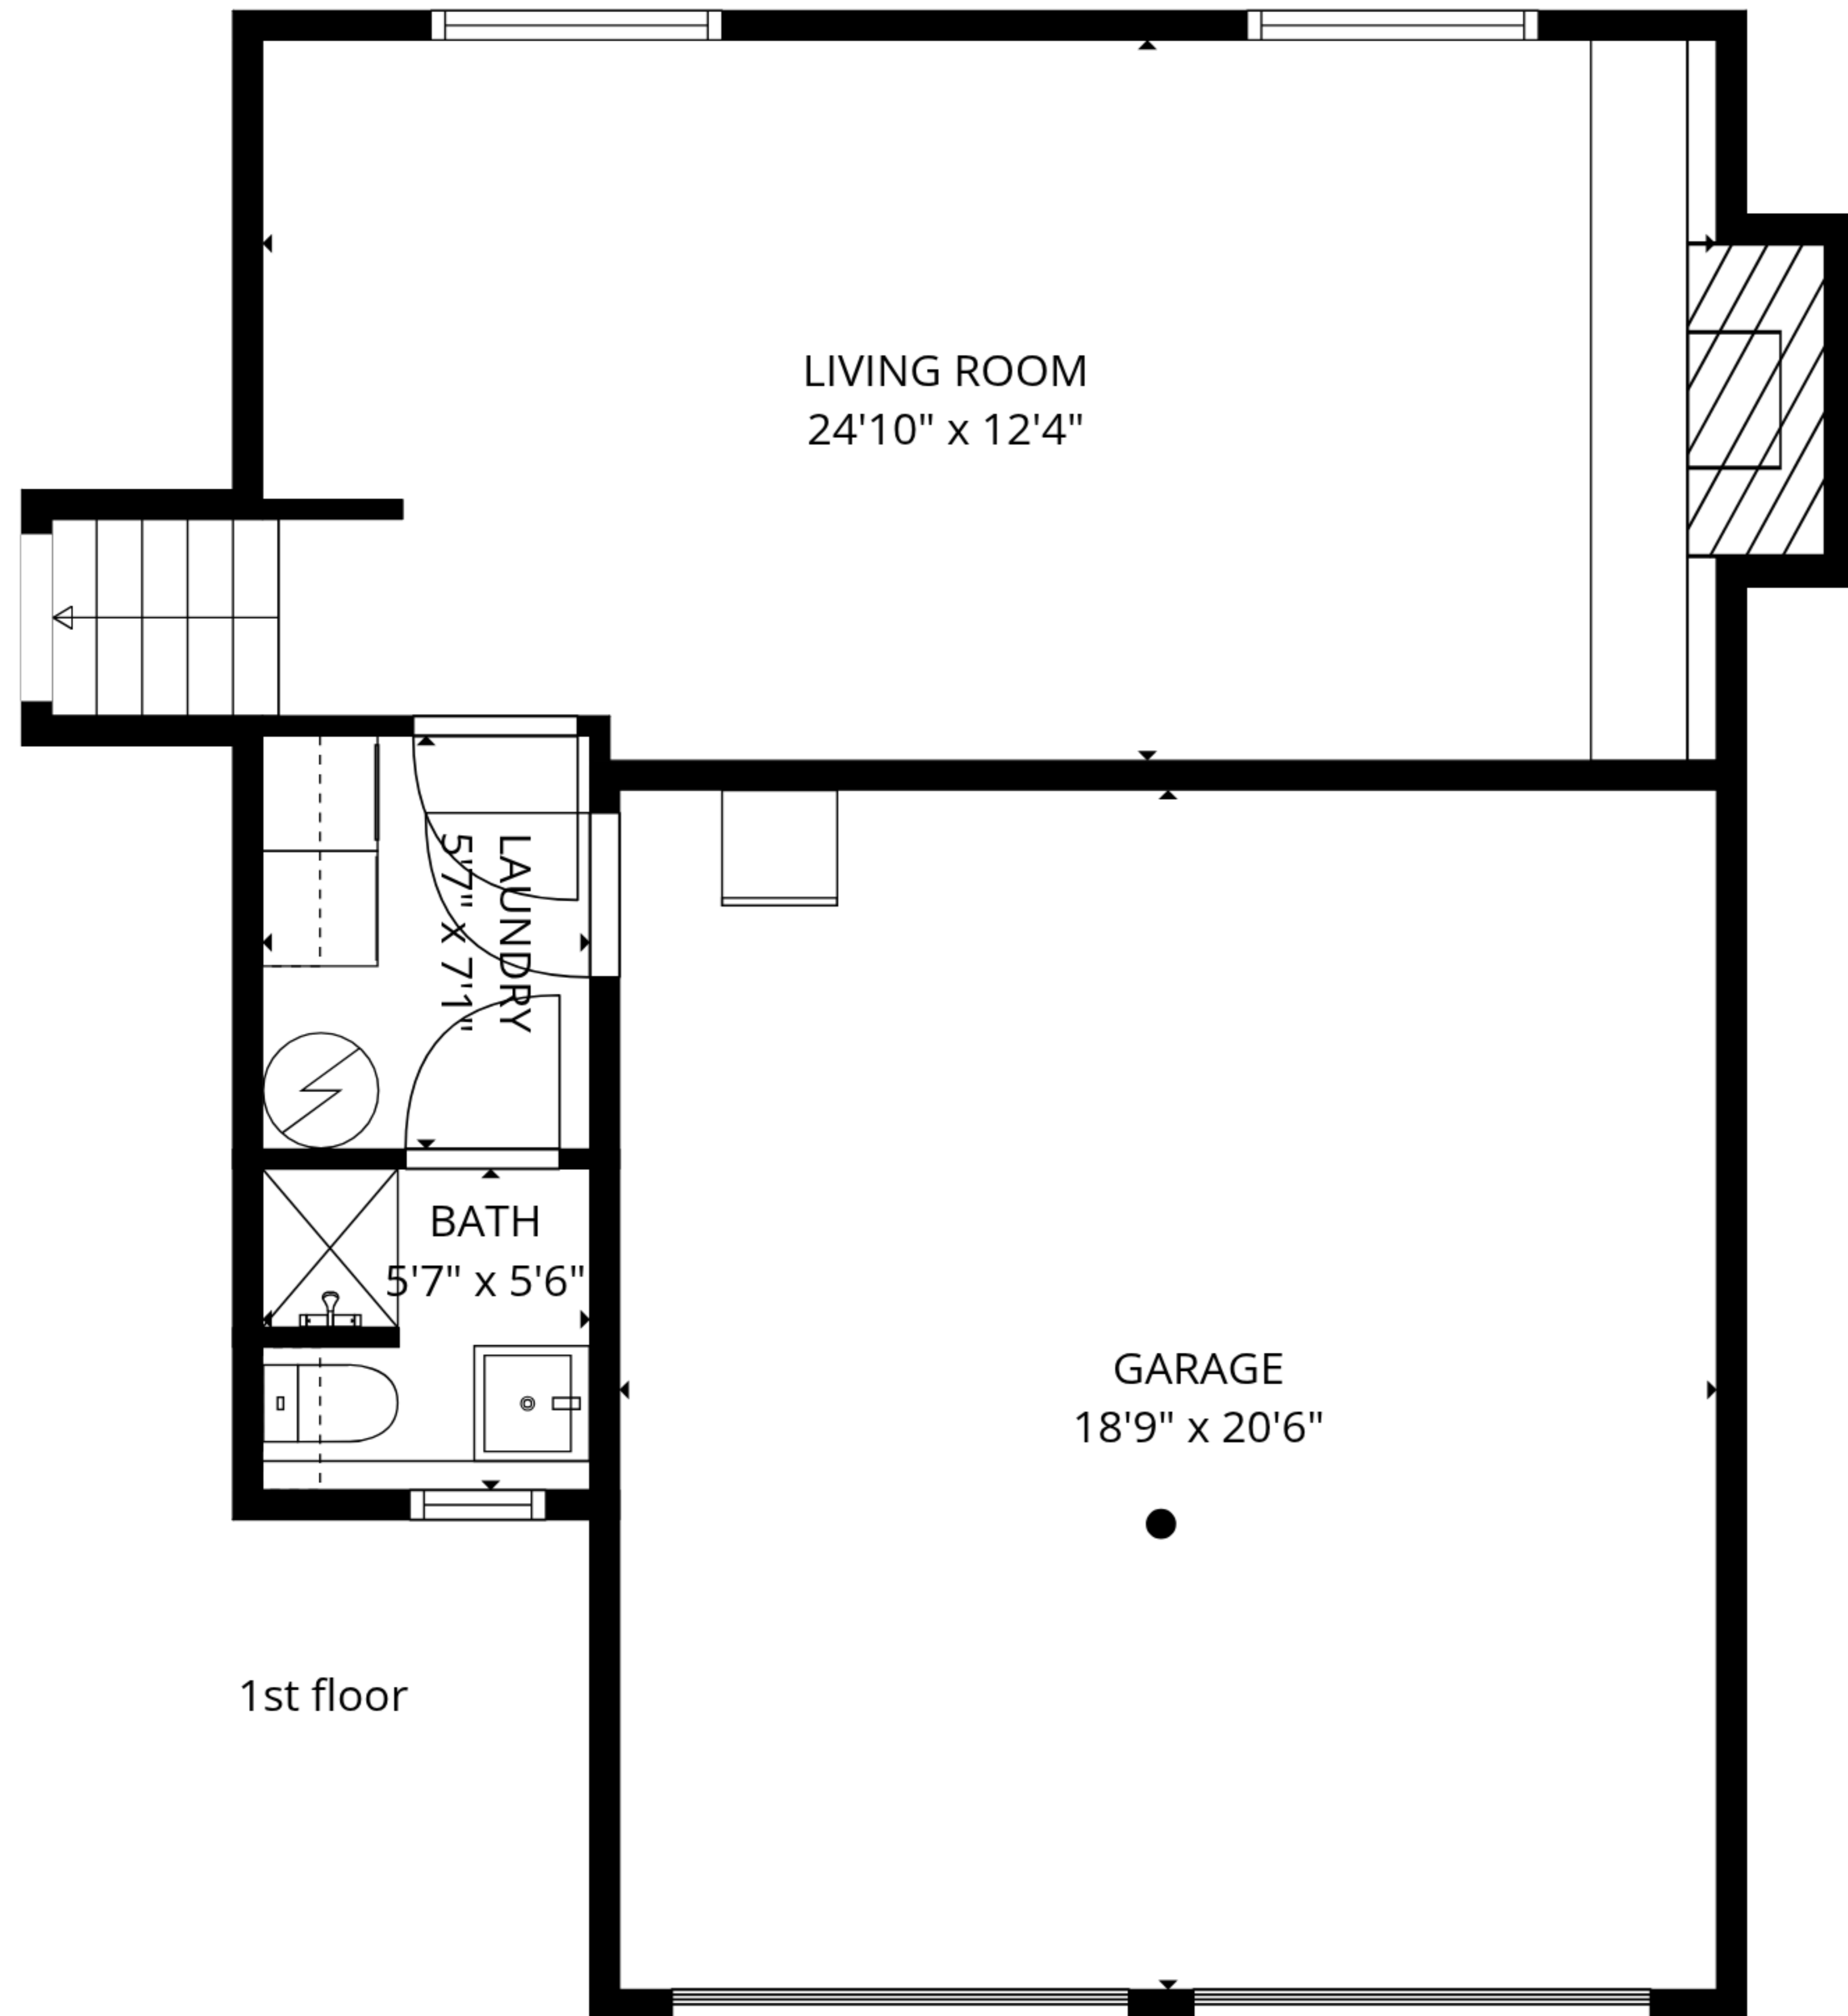 LIVING ROOM
24'10" x 12'4"
LAUNDRY
5'7" x 7'1"
BATH
5'7" x 5'6"
GARAGE
18'9" x 20'6"
1st floor